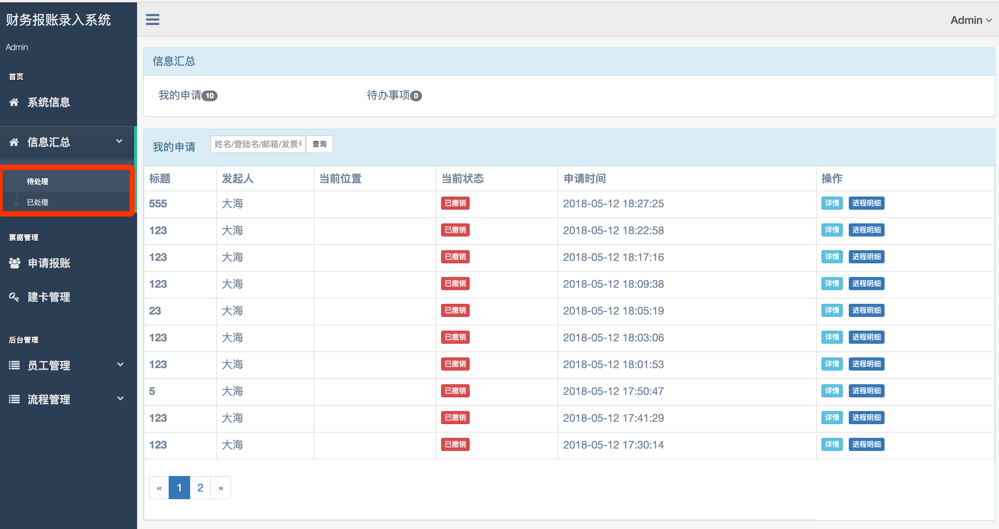 财务报账录入系统
Admin
首页
系统信息
信息汇总
待处理
已处理
票据管理
申请报账
建卡管理
后台管理
员工管理
流程管理
Admin
信息汇总
我的申请 10 待办事项 0
我的申请 姓名/登陆名/邮箱/发票 查询
标题 发起人 当前位置 当前状态 申请时间 操作
555 大海 已撤销 2018-05-12 18:27:25 详情 进程明细
123 大海 已撤销 2018-05-12 18:22:58 详情 进程明细
123 大海 已撤销 2018-05-12 18:17:16 详情 进程明细
123 大海 已撤销 2018-05-12 18:09:38 详情 进程明细
23 大海 已撤销 2018-05-12 18:05:19 详情 进程明细
123 大海 已撤销 2018-05-12 18:03:06 详情 进程明细
123 大海 已撤销 2018-05-12 18:01:53 详情 进程明细
5 大海 已撤销 2018-05-12 17:50:47 详情 进程明细
123 大海 已撤销 2018-05-12 17:41:29 详情 进程明细
123 大海 已撤销 2018-05-12 17:30:14 详情 进程明细
« 1 2 »